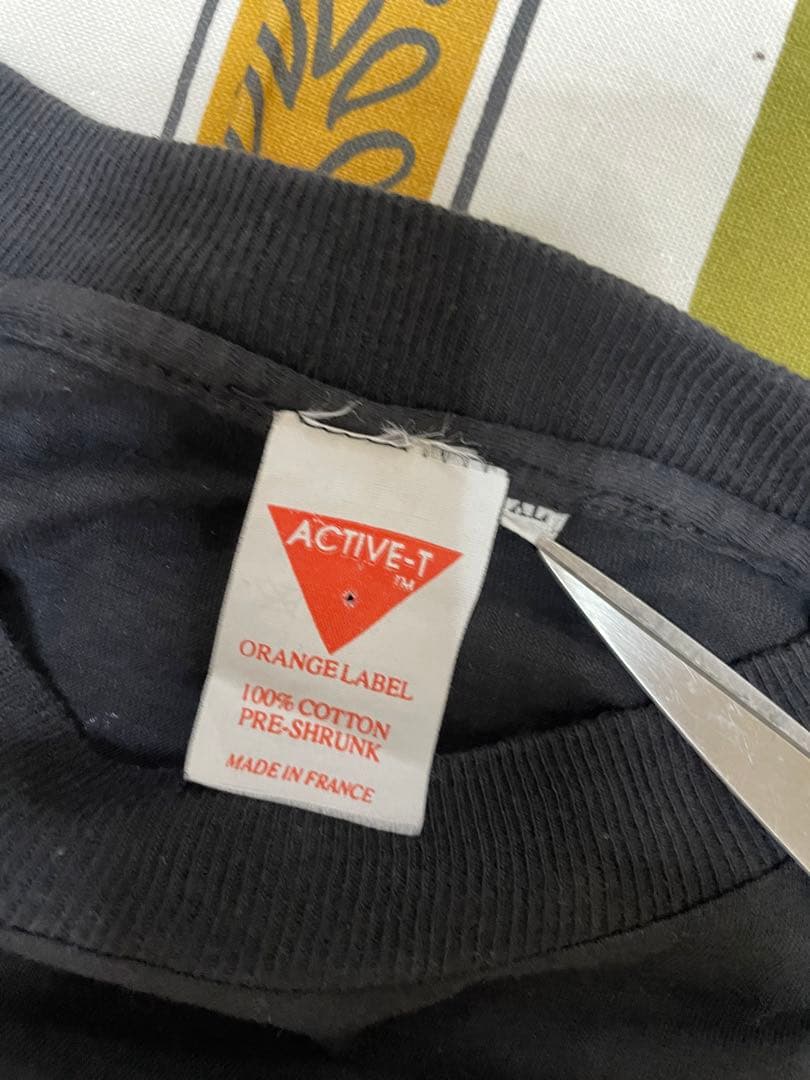 ACTIVE-T
TM
ORANGE LABEL
100% COTTON
PRE-SHRUNK
MADE IN FRANCE